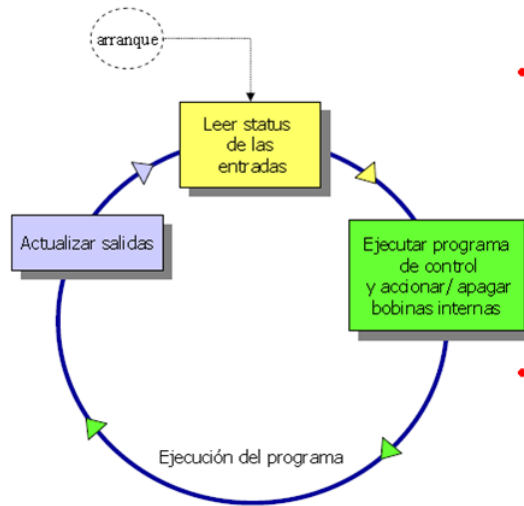 arranque
Leer status
de las
entradas
Actualizar salidas
Ejecutar programa
de control
y accionar/ apagar
bobinas internas
Ejecución del programa